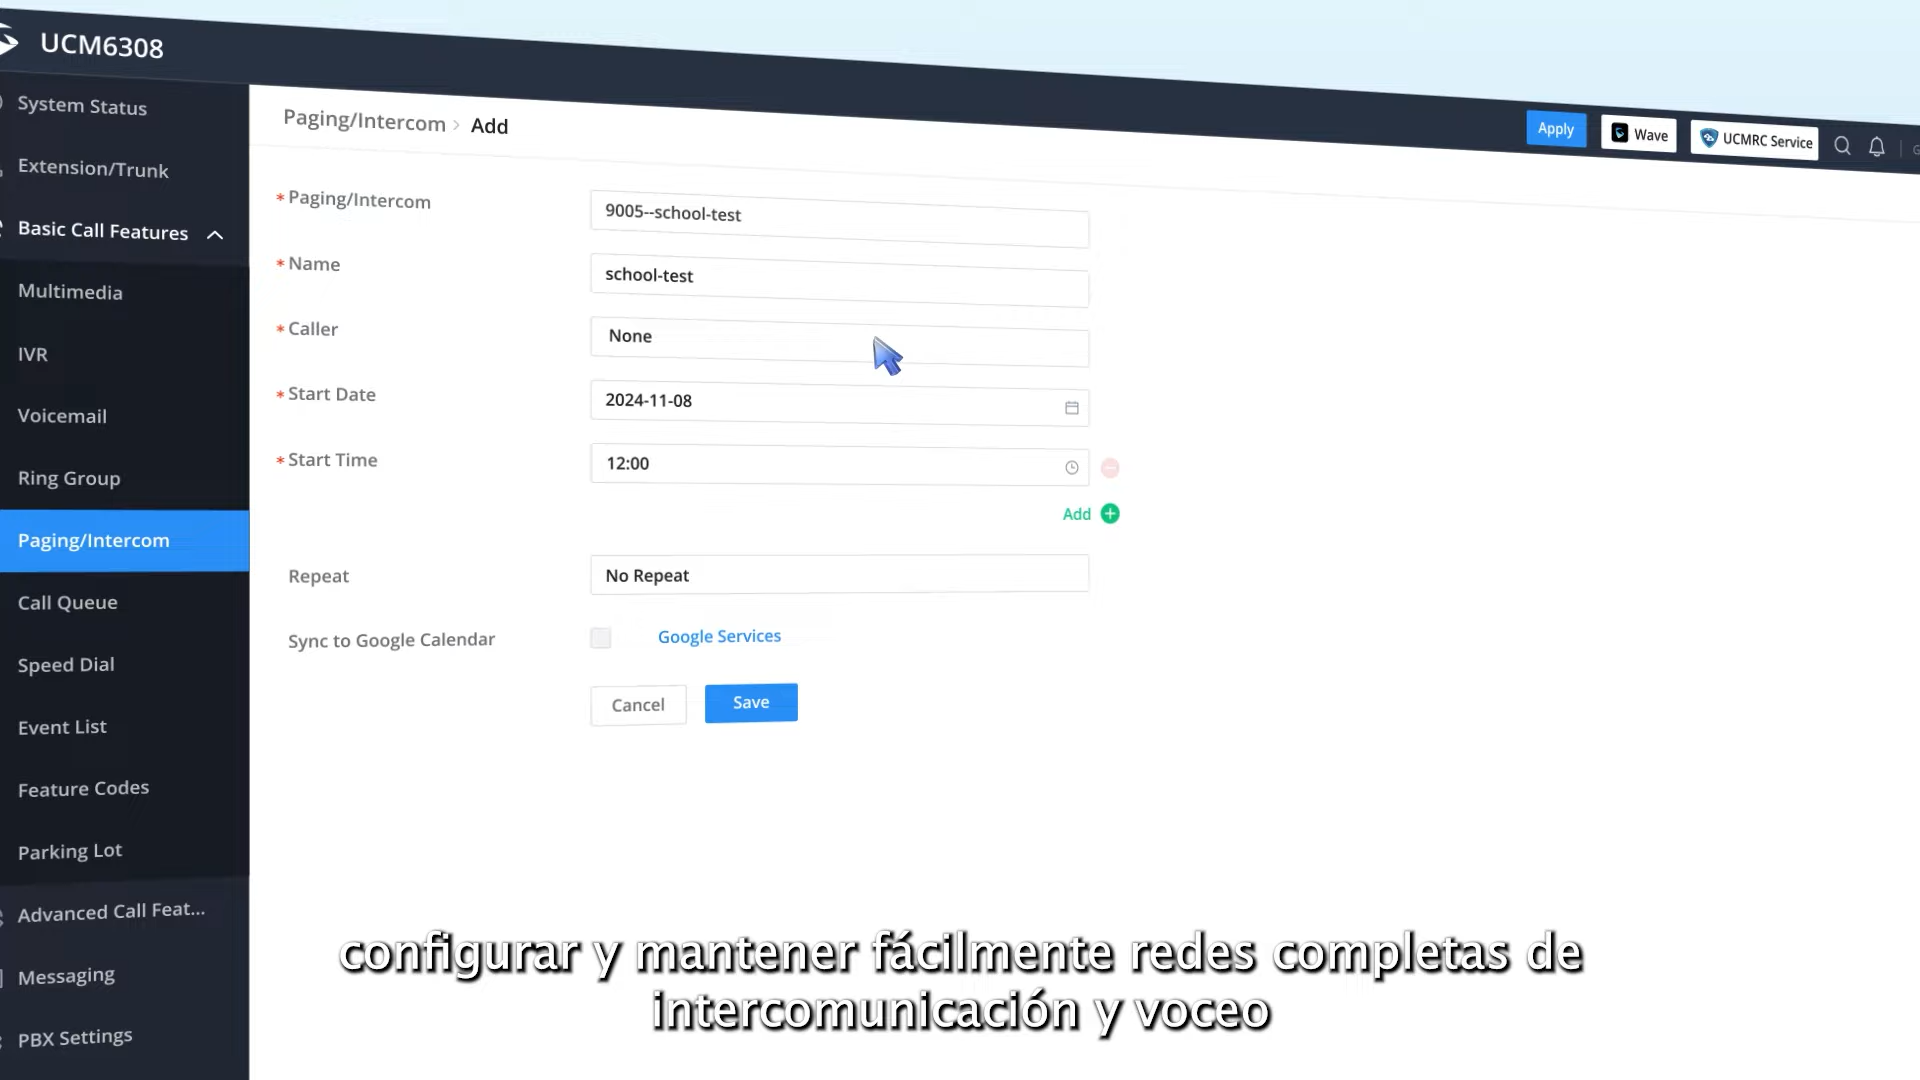 UCM6308
Apply
Wave
UCMRC Service
System Status
Extension/Trunk
Basic Call Features
Multimedia
IVR
Voicemail
Ring Group
Paging/Intercom
Call Queue
Speed Dial
Event List
Feature Codes
Parking Lot
Advanced Call Feat...
Messaging
PBX Settings
Paging/Intercom > Add
* Paging/Intercom 9005--school-test
* Name school-test
* Caller None
* Start Date 2024-11-08
* Start Time 12:00
Add
Repeat No Repeat
Sync to Google Calendar Google Services
Cancel Save
configurar y mantener fácilmente redes completas de
intercomunicación y voceo